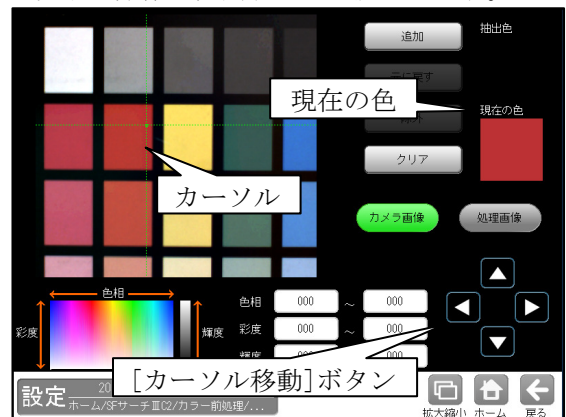 追加
抽出色
現在の色
現在の色
クリア
カーソル
カメラ画像
処理画像
色相
彩度
輝度
色相 000 ～ 000
彩度 000 ～ 000
[カーソル移動]ボタン
設定
20
ホーム/SFサーチⅢC2/カラー前処理/...
拡大縮小
ホーム
戻る